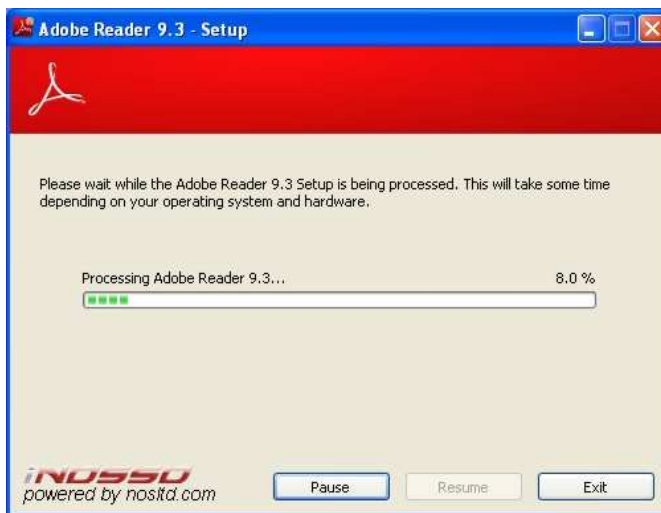 Adobe Reader 9.3 - Setup
Please wait while the Adobe Reader 9.3 Setup is being processed. This will take some time
depending on your operating system and hardware.
Processing Adobe Reader 9.3... 8.0 %
iNOSSO
powered by nosltd.com
Pause Resume Exit